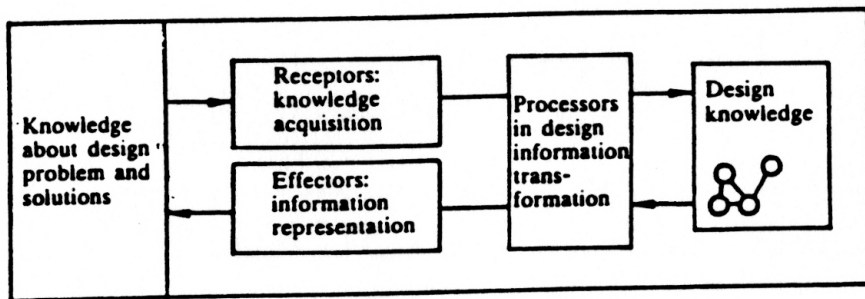 Knowledge
about design
problem and
solutions
Receptors:
knowledge
acquisition
Effectors:
information
representation
Processors
in design
information
trans-
formation
Design
knowledge